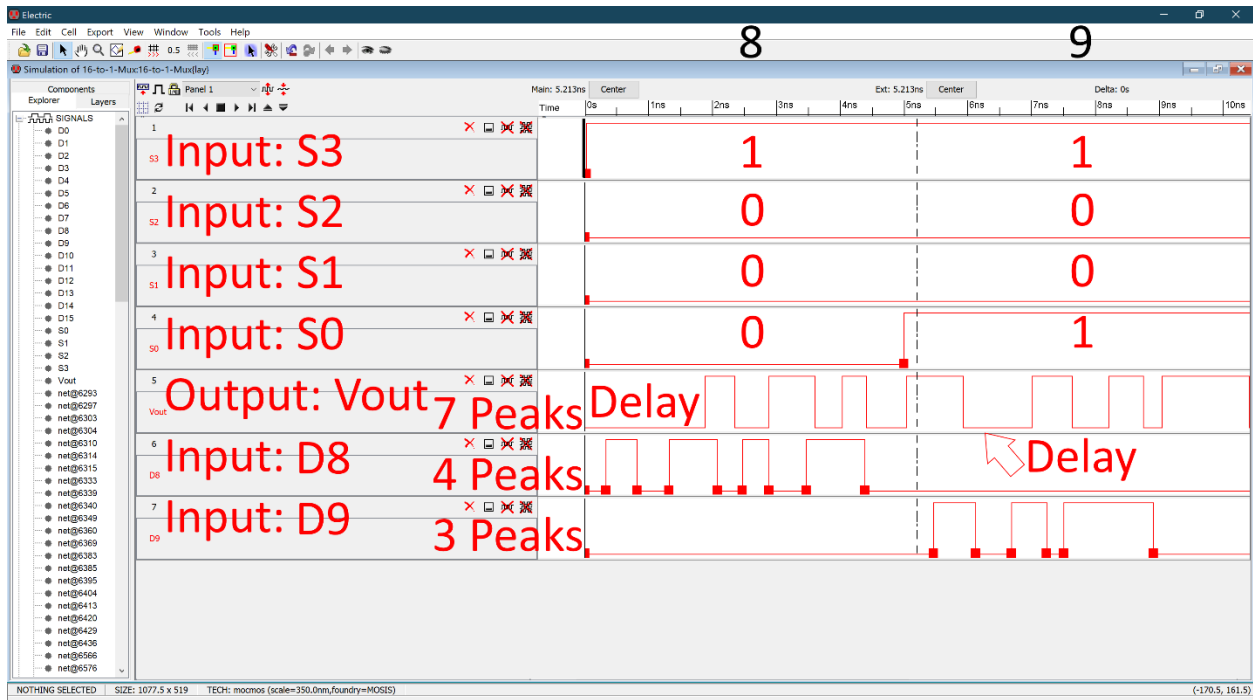 Electric
File Edit Cell Export View Window Tools Help
0.5
8 9
Simulation of 16-to-1-Mux:16-to-1-Mux{lay}
Components
Explorer Layers
SIGNALS
D0
D1
D2
D3
D4
D5
D6
D7
D8
D9
D10
D11
D12
D13
D14
D15
S0
S1
S2
S3
Vout
net@6293
net@6297
net@6303
net@6304
net@6310
net@6314
net@6315
net@6333
net@6339
net@6340
net@6349
net@6360
net@6369
net@6383
net@6385
net@6395
net@6404
net@6413
net@6420
net@6429
net@6436
net@6566
net@6576
Panel 1 Main: 5.213ns Center Ext: 5.213ns Center Delta: 0s
Time 0s 1ns 2ns 3ns 4ns 5ns 6ns 7ns 8ns 9ns 10ns
1
S3 Input: S3 1 1
2
S2 Input: S2 0 0
3
S1 Input: S1 0 0
4
S0 Input: S0 0 1
5
Vout Output: Vout 7 Peaks Delay
6
D8 Input: D8 4 Peaks Delay
7
D9 Input: D9 3 Peaks
NOTHING SELECTED SIZE: 1077.5 x 519 TECH: mocmos (scale=350.0nm,foundry=MOSIS) (-170.5, 161.5)